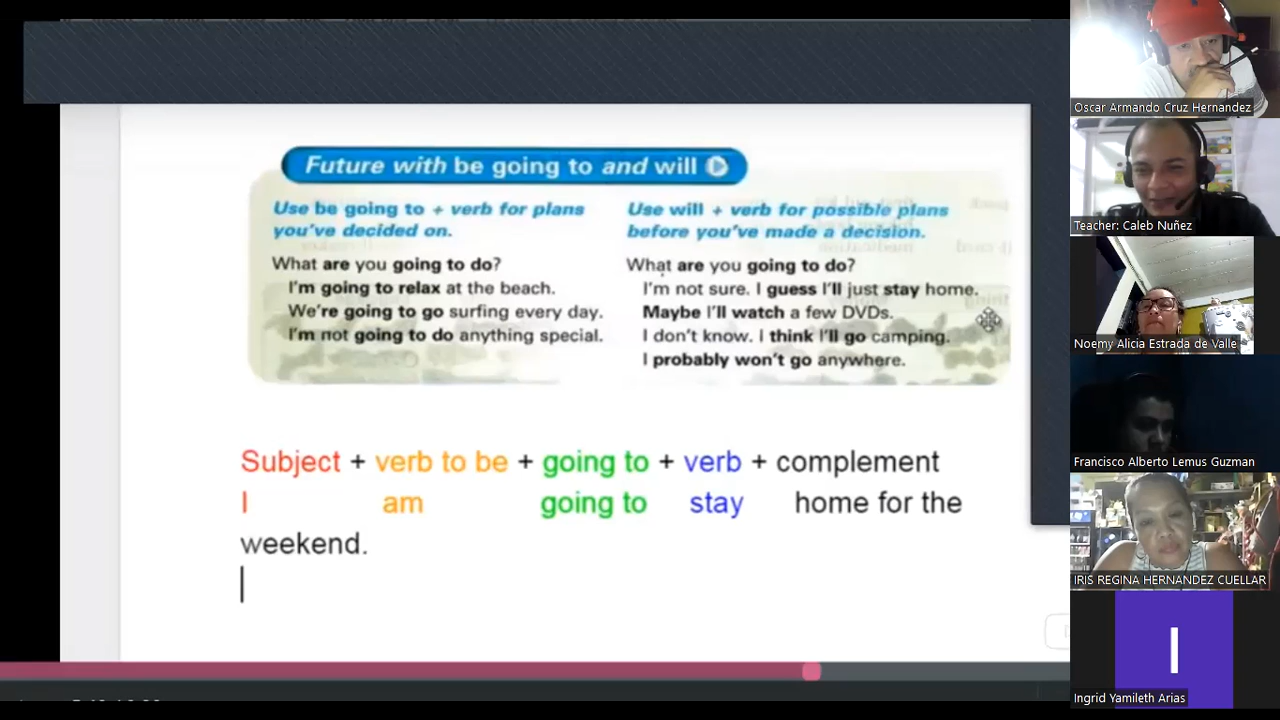 Future with be going to and will
Use be going to + verb for plans
you've decided on.
What are you going to do?
I'm going to relax at the beach.
We're going to go surfing every day.
I'm not going to do anything special.
Use will + verb for possible plans
before you've made a decision.
What are you going to do?
I'm not sure. I guess I'll just stay home.
Maybe I'll watch a few DVDs.
I don't know. I think I'll go camping.
I probably won't go anywhere.
Subject + verb to be + going to + verb + complement
I am going to stay home for the
weekend.
Oscar Armando Cruz Hernandez
Teacher: Caleb Nuñez
Noemy Alicia Estrada de Valle
Francisco Alberto Lemus Guzman
IRIS REGINA HERNANDEZ CUELLAR
I
Ingrid Yamileth Arias